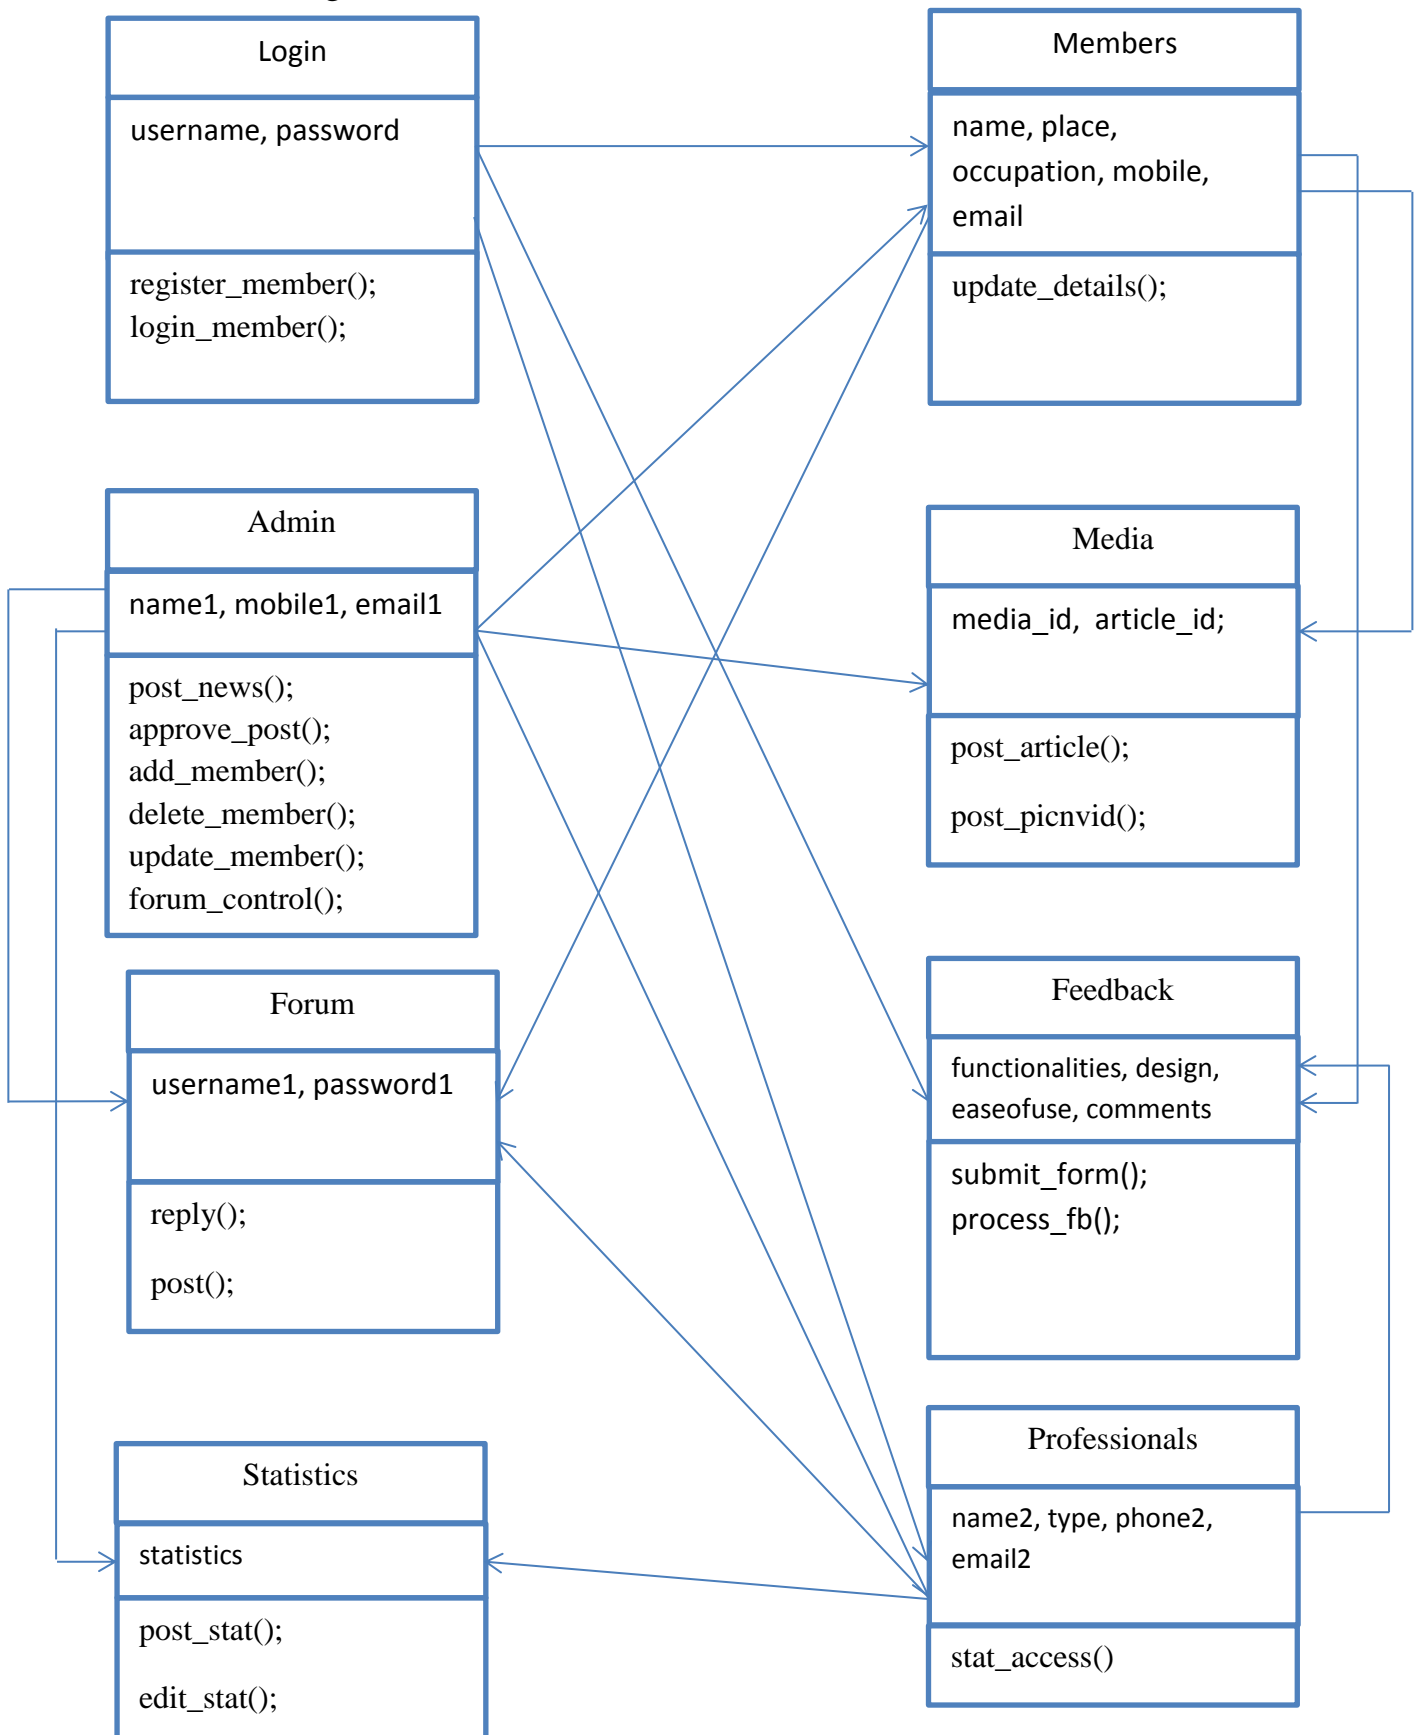 Login
username, password
register_member();
login_member();
Members
name, place,
occupation, mobile,
email
update_details();
Admin
name1, mobile1, email1
post_news();
approve_post();
add_member();
delete_member();
update_member();
forum_control();
Media
media_id, article_id;
post_article();
post_picnvid();
Forum
username1, password1
reply();
post();
Feedback
functionalities, design,
easeofuse, comments
submit_form();
process_fb();
Statistics
statistics
post_stat();
edit_stat();
Professionals
name2, type, phone2,
email2
stat_access()